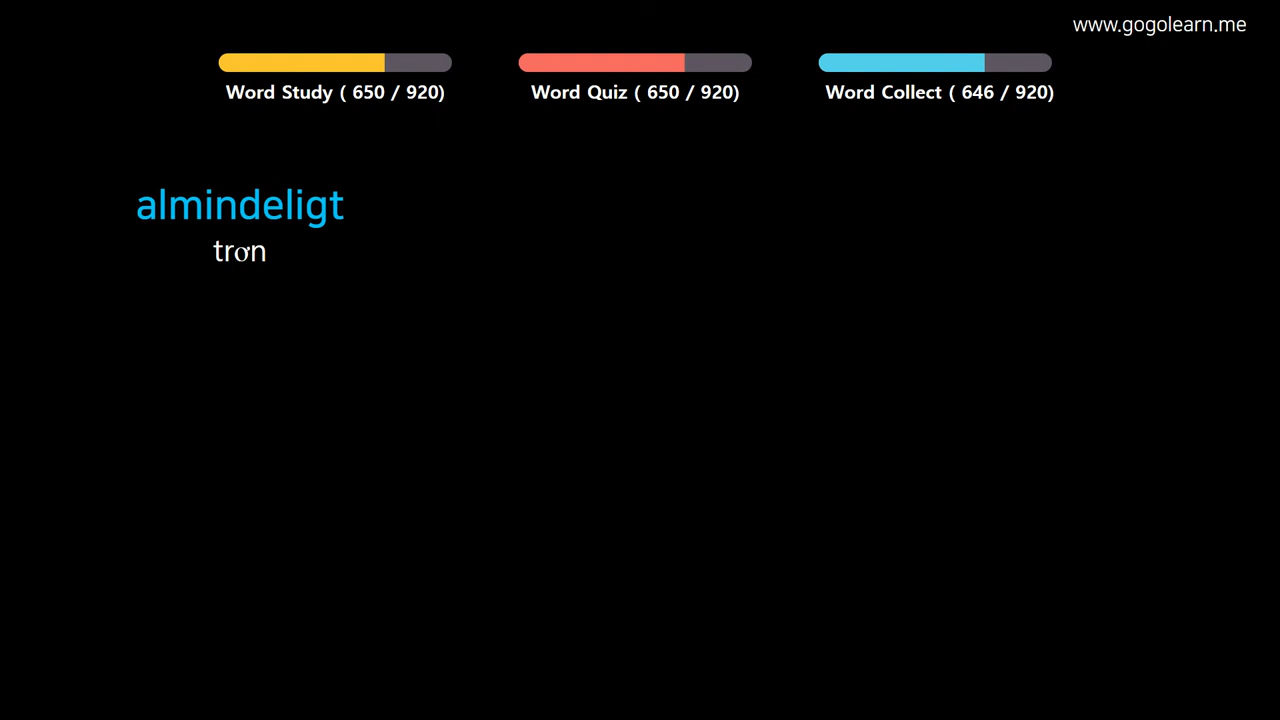 www.gogolearn.me
Word Study ( 650 / 920)
Word Quiz ( 650 / 920)
Word Collect ( 646 / 920)
almindeligt
trơn